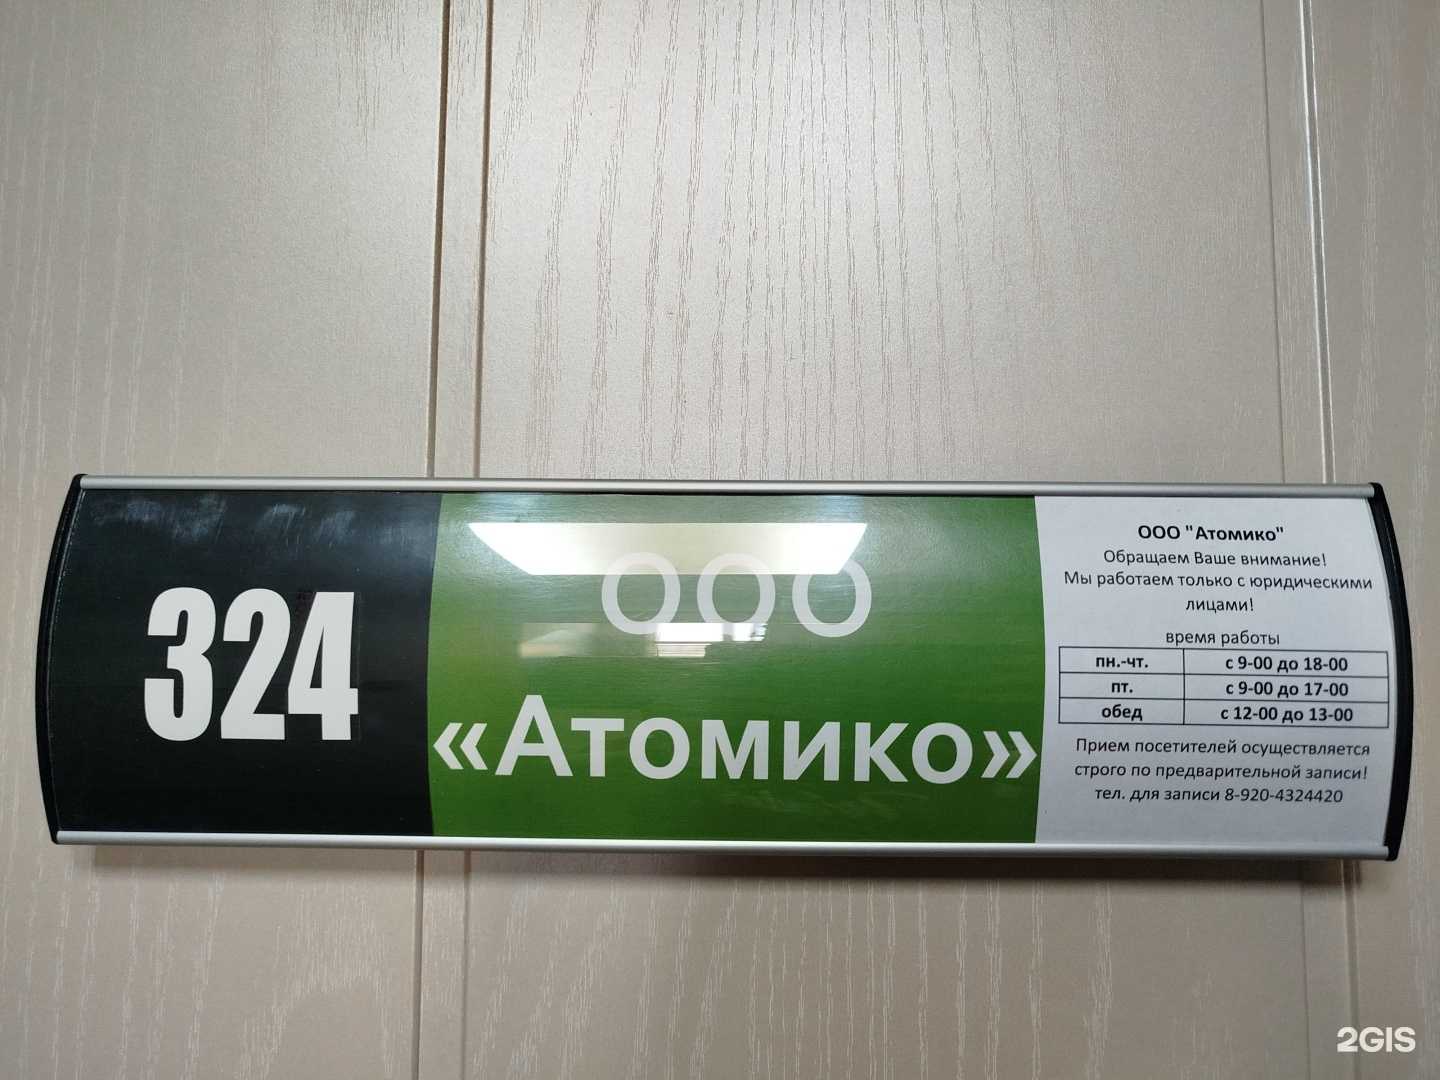 324
ООО
«Атомико»
ООО "Атомико"
Обращаем Ваше внимание!
Мы работаем только с юридическими
лицами!
время работы
пн.-чт. с 9-00 до 18-00
пт. с 9-00 до 17-00
обед с 12-00 до 13-00
Прием посетителей осуществляется
строго по предварительной записи!
тел. для записи 8-920-4324420
2GIS